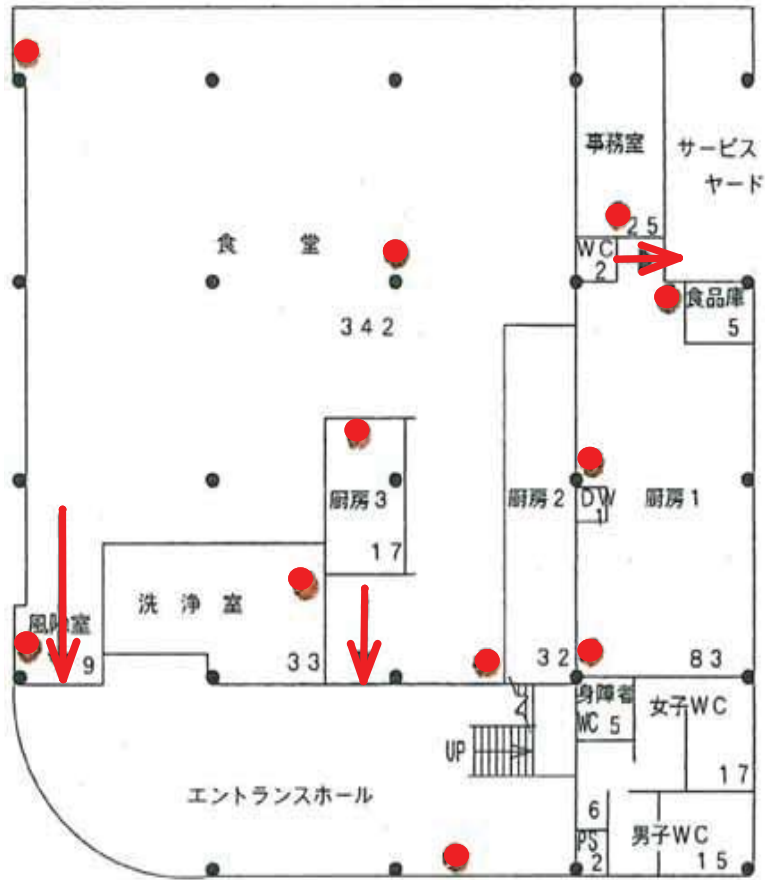 事務室
25
サービス
ヤード
食　堂
342
WC
2
食品庫
5
厨房3
17
厨房2
32
DW
1
厨房1
83
洗 浄 室
33
風除室
9
身障者
WC 5
女子WC
17
UP
エントランスホール
6
PS
2
男子WC
15